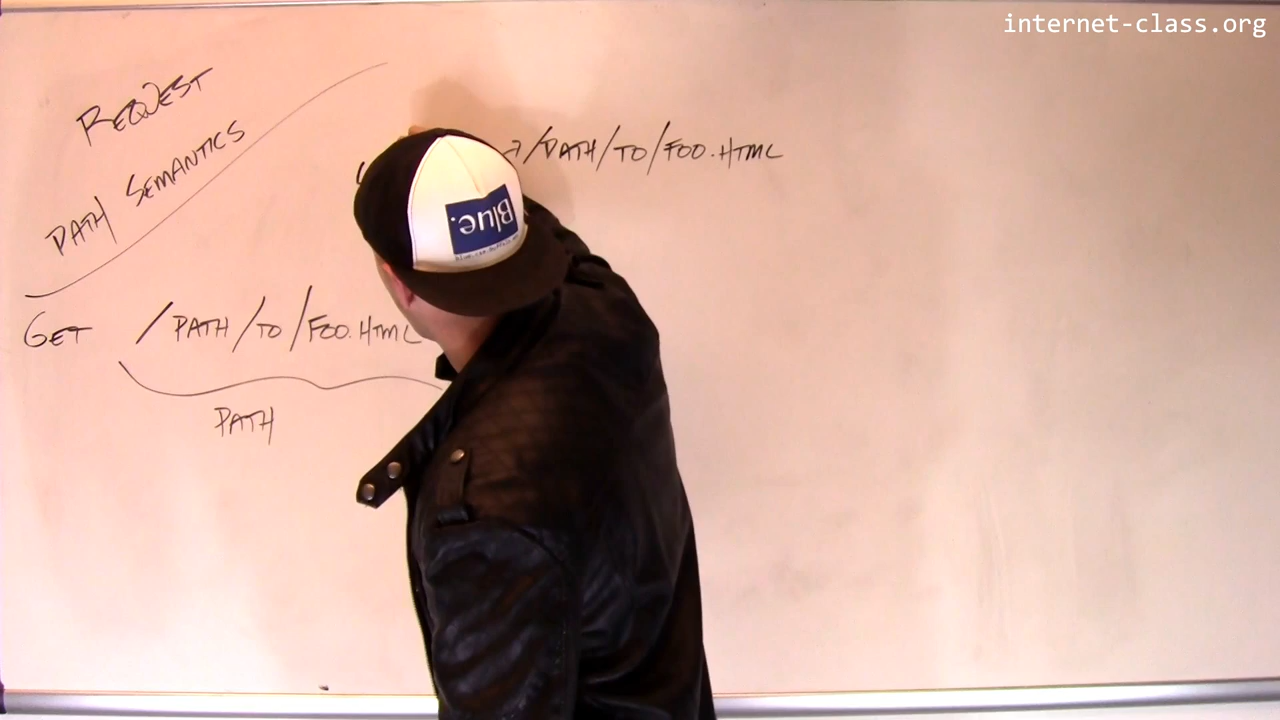 internet-class.org
REQUEST
PATH SEMANTICS
→ /PATH/TO/FOO.HTML
GET /PATH/TO/FOO.HTML
PATH
Blue.